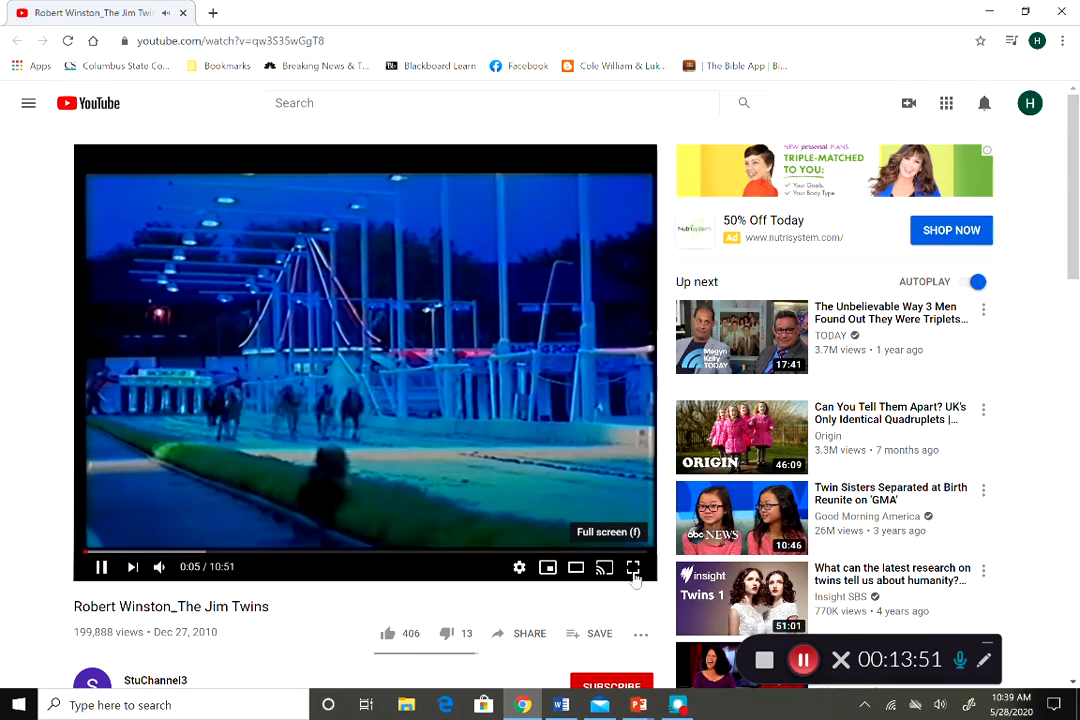 Robert Winston_The Jim Twi
youtube.com/watch?v=qw3S35wGgT8
H
Apps
Columbus State Co...
Bookmarks
Breaking News & T...
Bb
Blackboard Learn
Facebook
Cole William & Luk...
| The Bible App | Bi...
YouTube
Search
H
NEW personal PLANS
TRIPLE-MATCHED
TO YOU:
✓ Your Goals,
✓ Your Body Type
Nutrisystem
50% Off Today
Ad www.nutrisystem.com/
SHOP NOW
Up next
AUTOPLAY
Megyn
Kelly
TODAY
17:41
The Unbelievable Way 3 Men
Found Out They Were Triplets...
TODAY
3.7M views • 1 year ago
ORIGIN
46:09
Can You Tell Them Apart? UK's
Only Identical Quadruplets |...
Origin
3.3M views • 7 months ago
abc NEWS
10:46
Twin Sisters Separated at Birth
Reunite on 'GMA'
Good Morning America
26M views • 3 years ago
insight
Twins 1
51:01
What can the latest research on
twins tell us about humanity?...
Insight SBS
770K views • 4 years ago
Full screen (f)
0:05 / 10:51
Robert Winston_The Jim Twins
199,888 views • Dec 27, 2010
406
13
SHARE
SAVE
S
StuChannel3
SUBSCRIBE
00:13:51
Type here to search
10:39 AM
5/28/2020